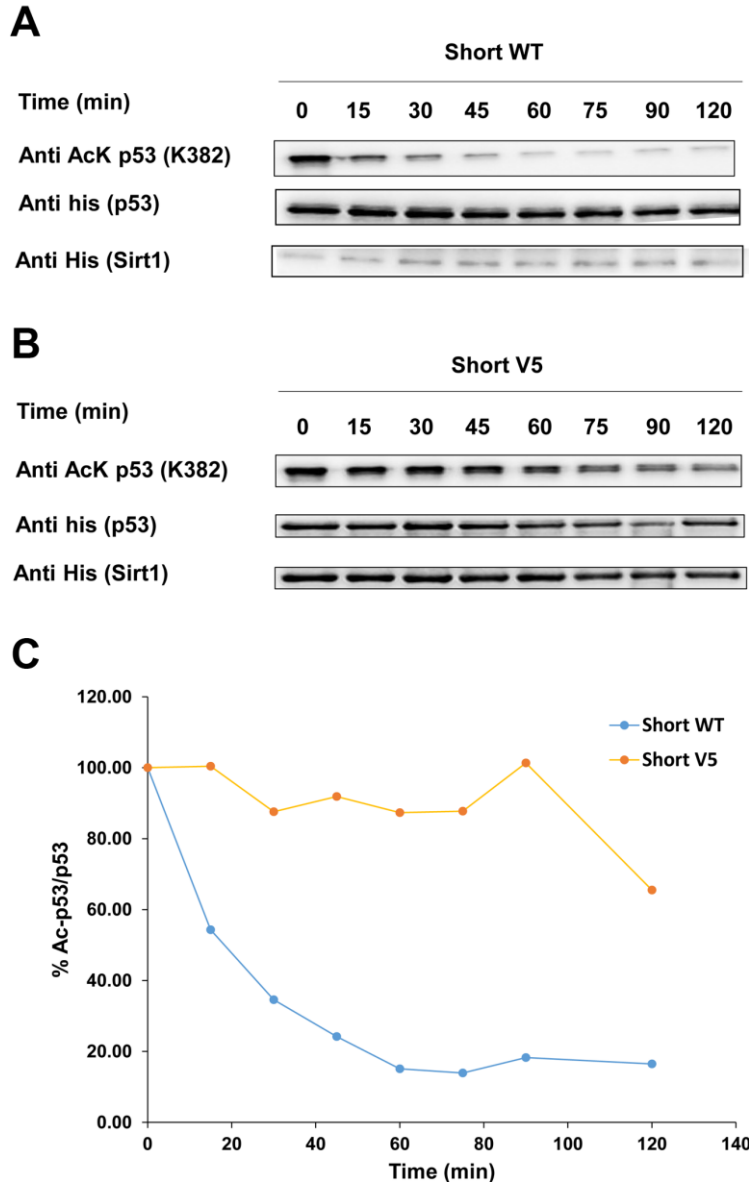 A
Short WT
Time (min)
0 15 30 45 60 75 90 120
Anti AcK p53 (K382)
Anti his (p53)
Anti His (Sirt1)
B
Short V5
Time (min)
0 15 30 45 60 75 90 120
Anti AcK p53 (K382)
Anti his (p53)
Anti His (Sirt1)
C
120.00
100.00
80.00
60.00
40.00
20.00
0.00
% Ac-p53/p53
Short WT
Short V5
0 20 40 60 80 100 120 140
Time (min)